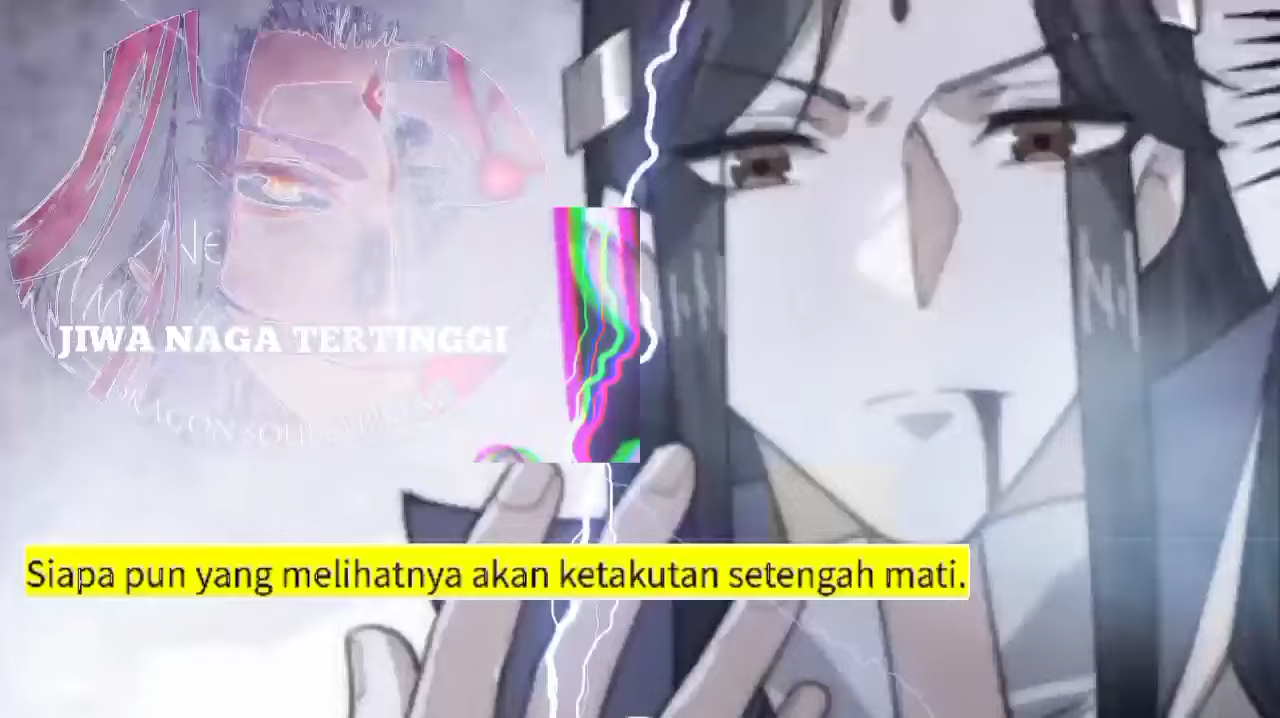 JIWA NAGA TERTINGGI
Siapa pun yang melihatnya akan ketakutan setengah mati.